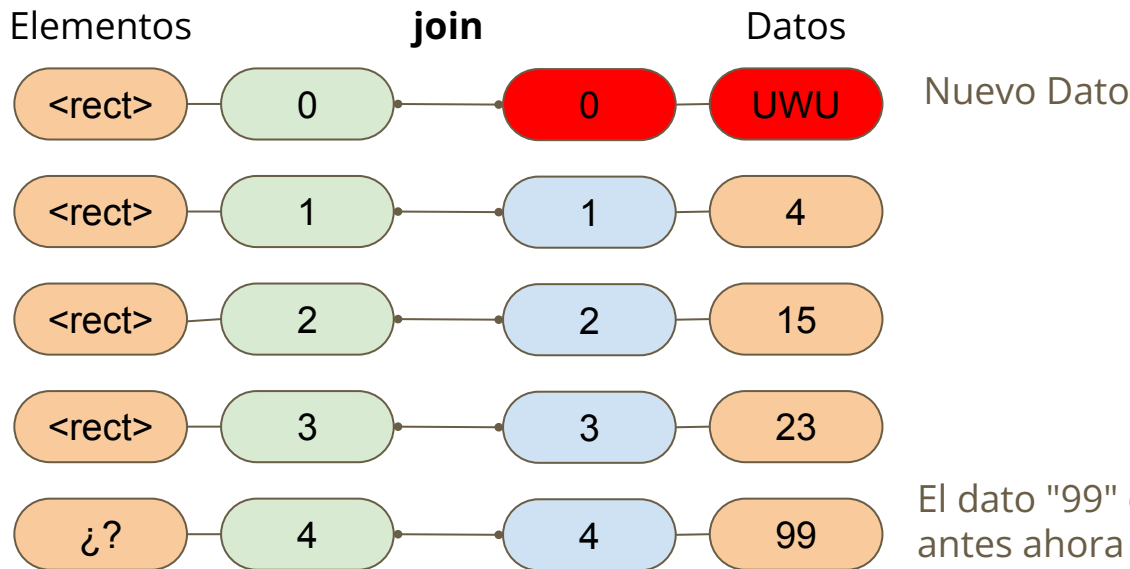 Elementos join Datos
<rect> 0 0 UWU Nuevo Dato
<rect> 1 1 4
<rect> 2 2 15
<rect> 3 3 23
¿? 4 4 99
El dato "99"
antes ahora